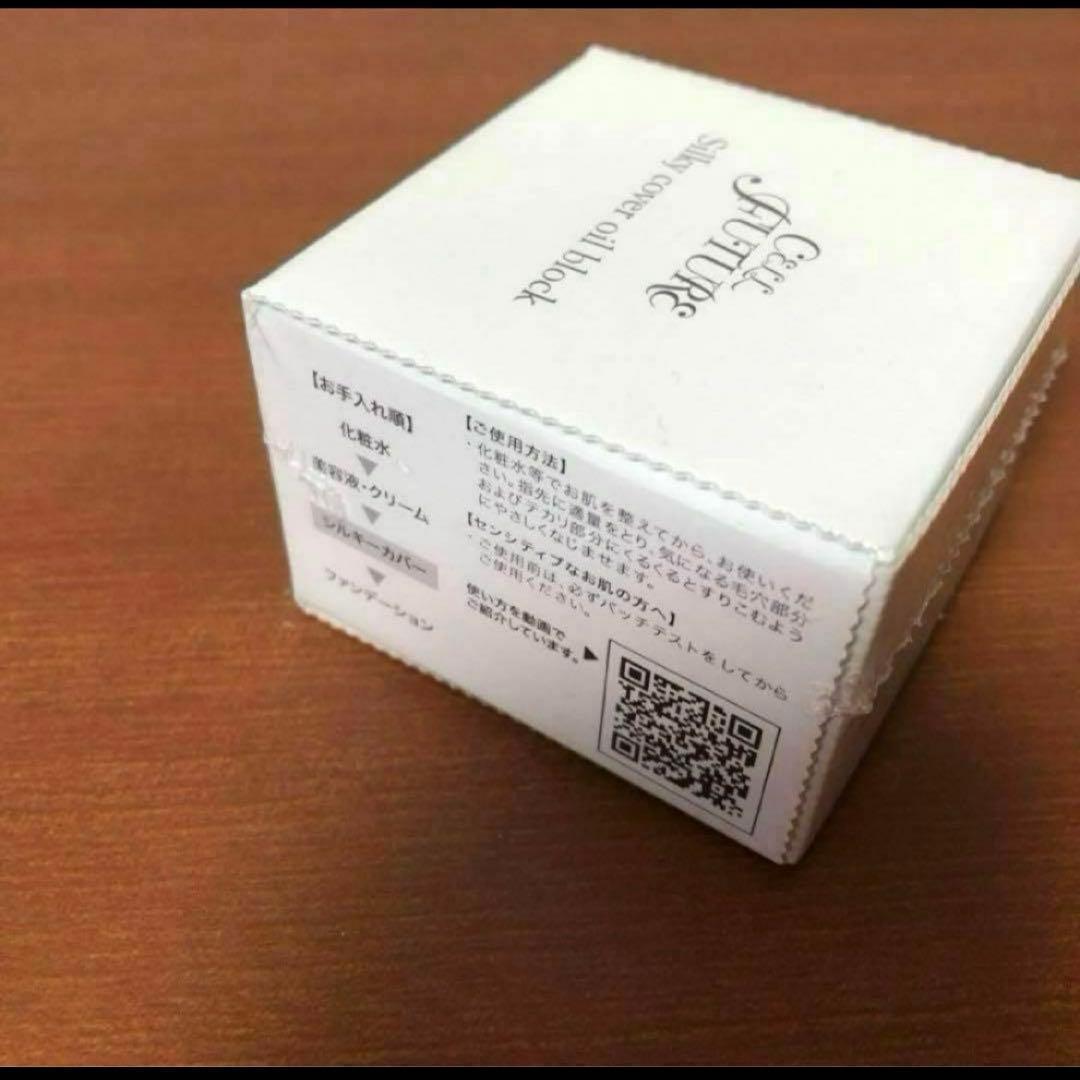 Cell
FUTURE
Silky cover oil block
【お手入れ順】
化粧水
▼
美容液・クリーム
▼
シルキーカバー
▼
ファンデーション
【ご使用方法】
・化粧水等でお肌を整えてから、お使いくだ
さい。指先に適量をとり、気になる毛穴部分
およびテカリ部分にくるくるとすりこむよう
にやさしくなじませます。
【センシティブなお肌の方へ】
・ご使用前は、必ずパッチテストをしてから
ご使用ください。
使い方を動画で
ご紹介しています。▶